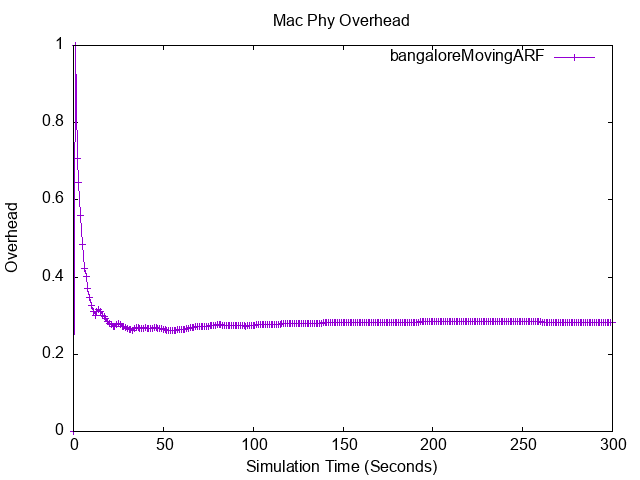 Mac Phy Overhead
bangaloreMovingARF
1
0.8
0.6
0.4
0.2
0
Overhead
0 50 100 150 200 250 300
Simulation Time (Seconds)